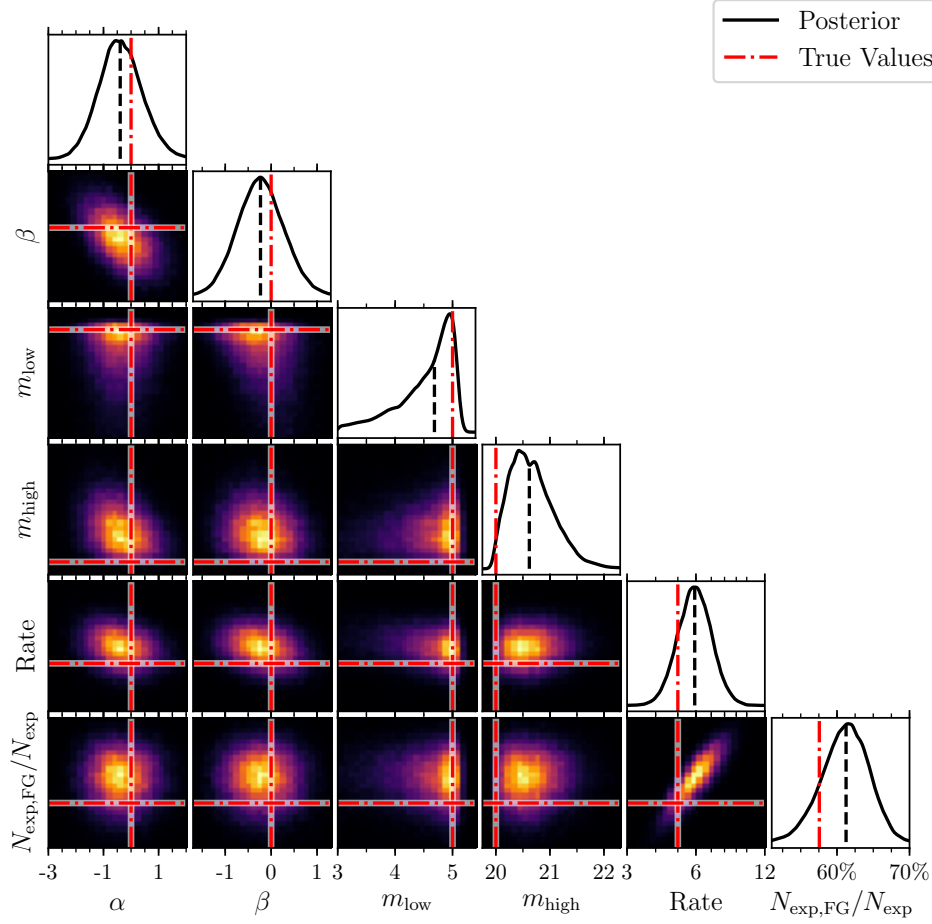 Posterior
True Values
β
m_low
m_high
Rate
N_exp,FG/N_exp
-3 -1 1
-1 0 1
3 4 5
20 21 22
3 6 12
60% 70%
α
β
m_low
m_high
Rate
N_exp,FG/N_exp